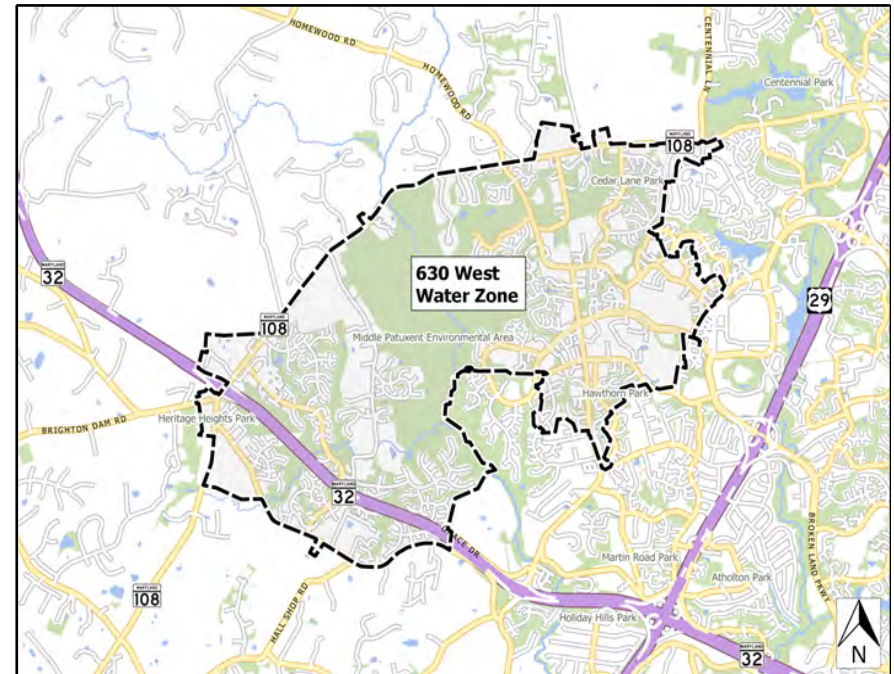 HOMEWOOD RD
HOMEWOOD RD
CENTENNIAL LN
Centennial Park
MARYLAND
108
Cedar Lane Park
630 West
Water Zone
MARYLAND
32
29
MARYLAND
108
Middle Patuxent Environmental Area
Hawthorn Park
Heritage Heights Park
BRIGHTON DAM RD
MARYLAND
32
GRACE DR
BROKEN LAND PKWY
Martin Road Park
Atholton Park
MARYLAND
108
HALL SHOP RD
Holiday Hills Park
MARYLAND
32
N